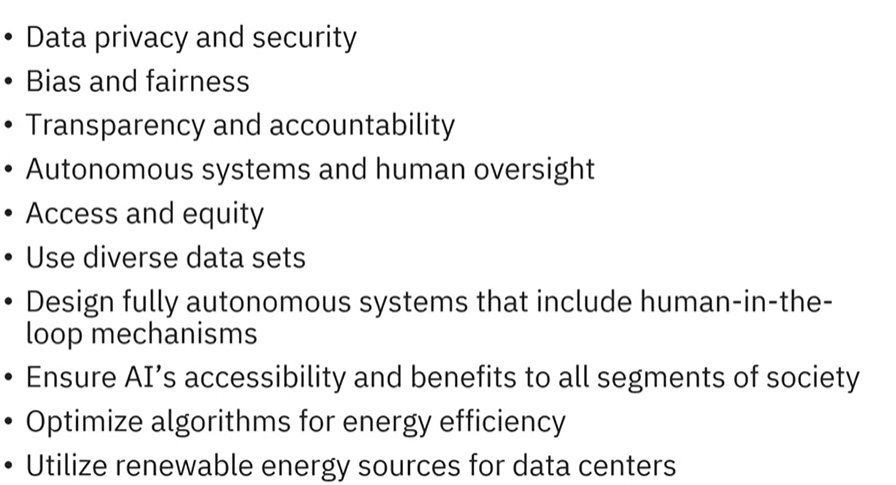 • Data privacy and security
• Bias and fairness
• Transparency and accountability
• Autonomous systems and human oversight
• Access and equity
• Use diverse data sets
• Design fully autonomous systems that include human-in-the-
loop mechanisms
• Ensure AI’s accessibility and benefits to all segments of society
• Optimize algorithms for energy efficiency
• Utilize renewable energy sources for data centers